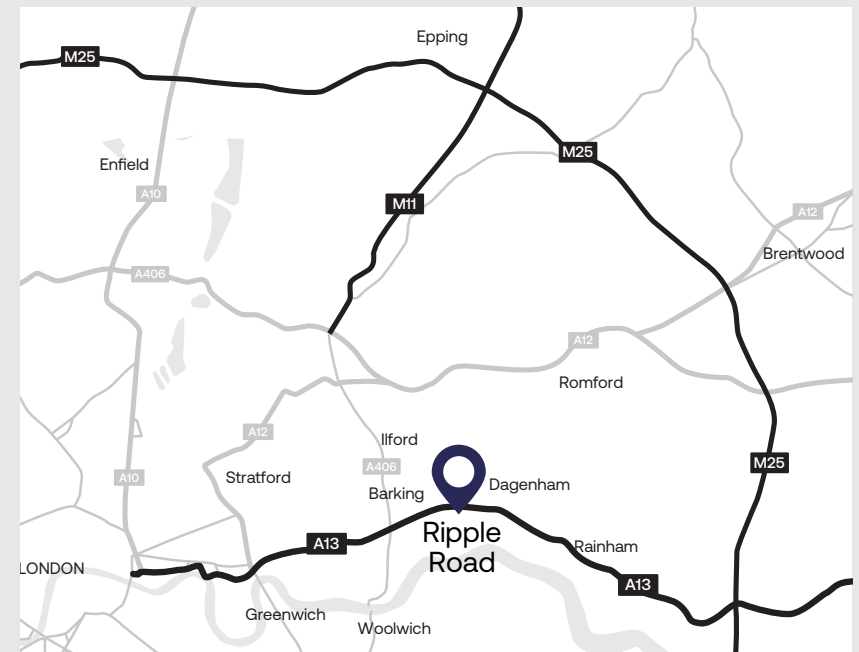 Epping
M25
M25
Enfield
A10
M11
A12
Brentwood
A406
A12
Romford
A12
Ilford
M25
A406
A10
Stratford
Barking
Dagenham
Ripple
Road
A13
Rainham
LONDON
A13
Greenwich
Woolwich